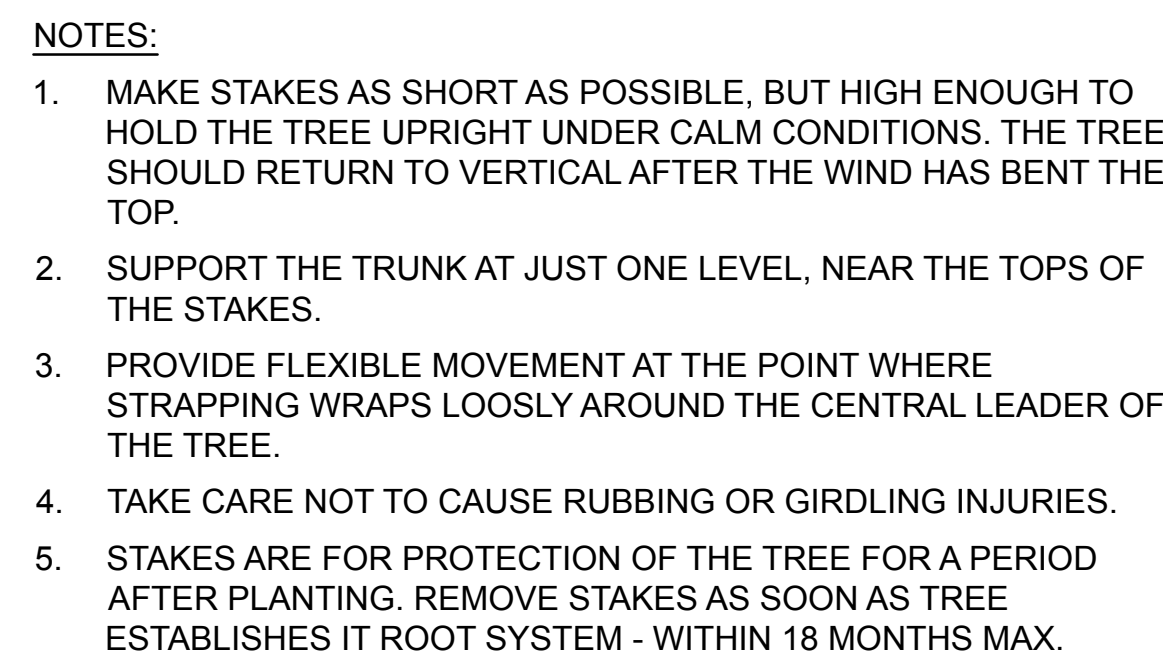 NOTES:
1. MAKE STAKES AS SHORT AS POSSIBLE, BUT HIGH ENOUGH TO
HOLD THE TREE UPRIGHT UNDER CALM CONDITIONS. THE TREE
SHOULD RETURN TO VERTICAL AFTER THE WIND HAS BENT THE
TOP.
2. SUPPORT THE TRUNK AT JUST ONE LEVEL, NEAR THE TOPS OF
THE STAKES.
3. PROVIDE FLEXIBLE MOVEMENT AT THE POINT WHERE
STRAPPING WRAPS LOOSLY AROUND THE CENTRAL LEADER OF
THE TREE.
4. TAKE CARE NOT TO CAUSE RUBBING OR GIRDLING INJURIES.
5. STAKES ARE FOR PROTECTION OF THE TREE FOR A PERIOD
AFTER PLANTING. REMOVE STAKES AS SOON AS TREE
ESTABLISHES IT ROOT SYSTEM - WITHIN 18 MONTHS MAX.